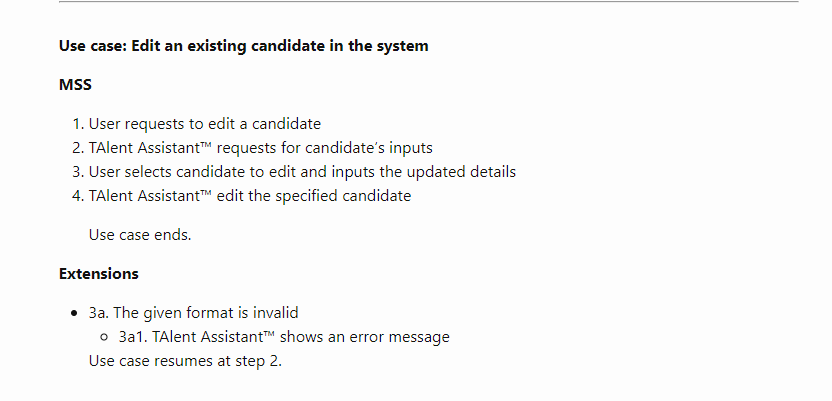 Use case: Edit an existing candidate in the system
MSS
1. User requests to edit a candidate
2. TAlent Assistant™ requests for candidate's inputs
3. User selects candidate to edit and inputs the updated details
4. TAlent Assistant™ edit the specified candidate
Use case ends.
Extensions
• 3a. The given format is invalid
◦ 3a1. TAlent Assistant™ shows an error message
Use case resumes at step 2.